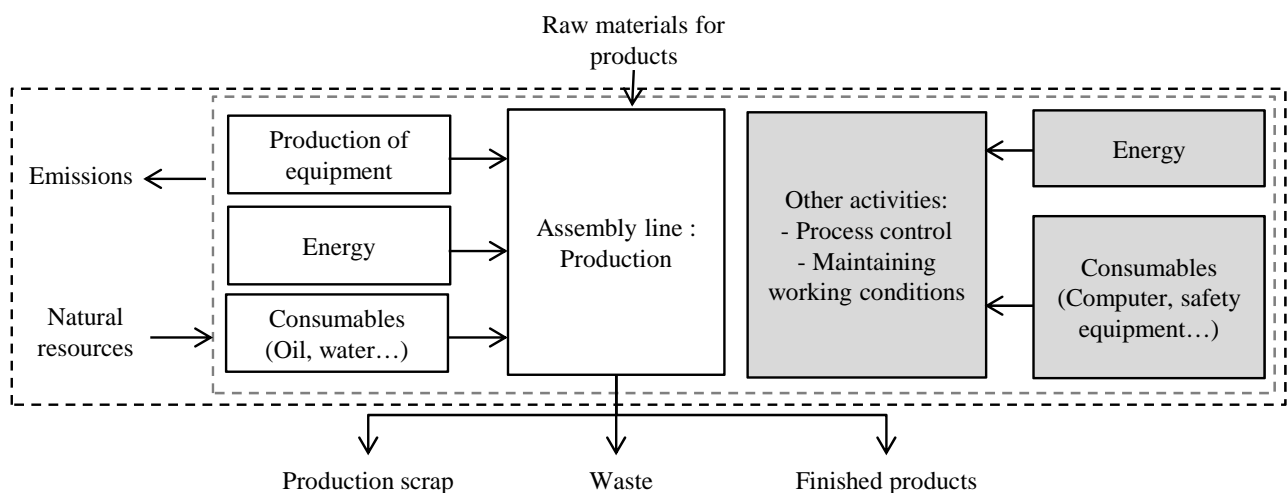 Raw materials for
products
Emissions
Natural
resources
Production of
equipment
Energy
Consumables
(Oil, water…)
Assembly line :
Production
Other activities:
- Process control
- Maintaining
working conditions
Energy
Consumables
(Computer, safety
equipment…)
Production scrap
Waste
Finished products